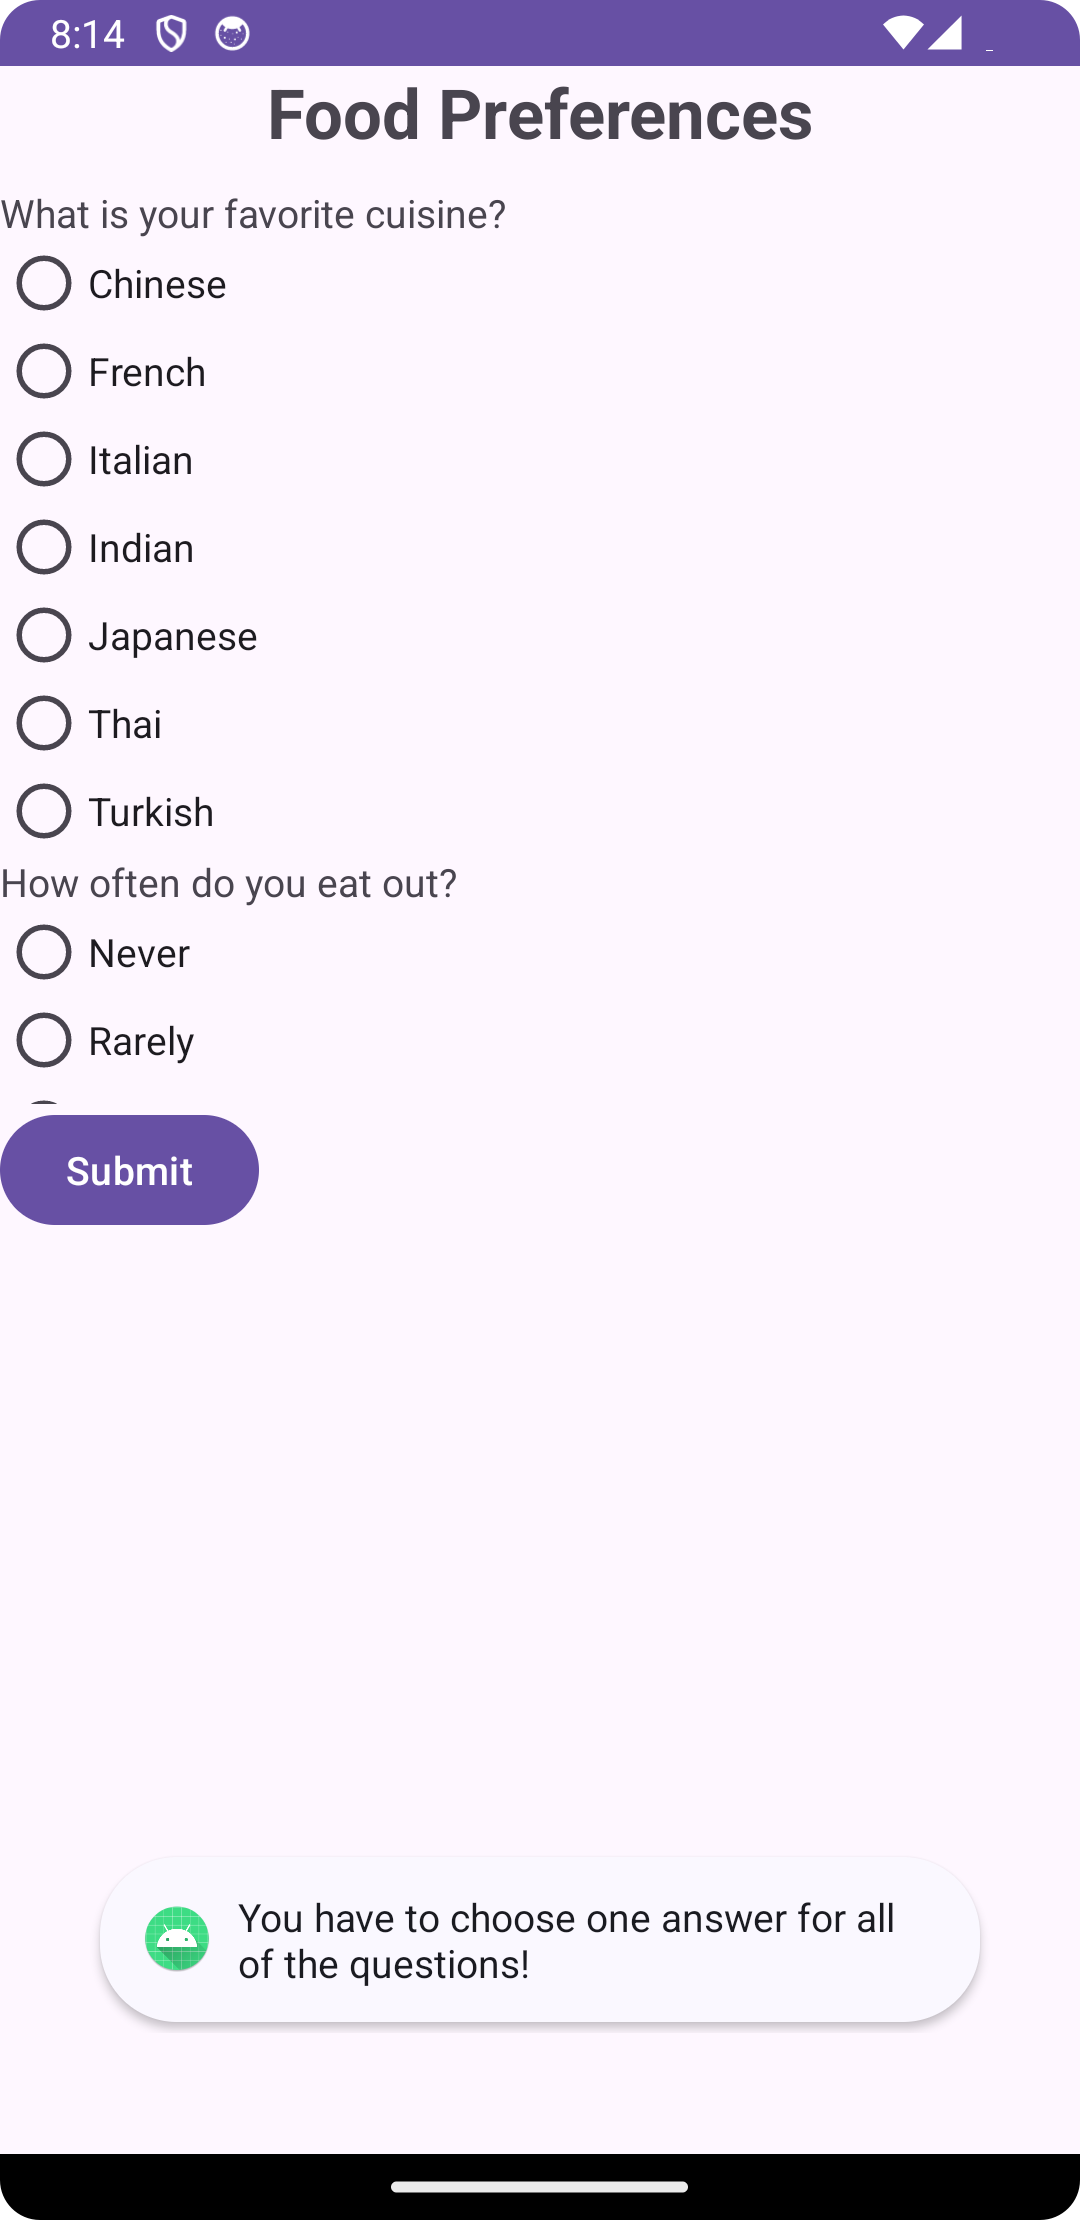 8:14
Food Preferences
What is your favorite cuisine?
Chinese
French
Italian
Indian
Japanese
Thai
Turkish
How often do you eat out?
Never
Rarely
Submit
You have to choose one answer for all
of the questions!